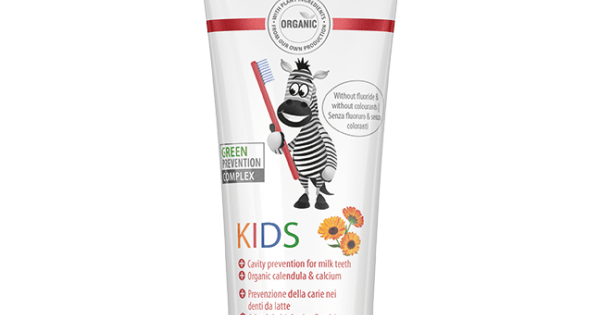 • WITH PLANT INGREDIENTS
ORGANIC
• FROM OUR OWN PRODUCTION
Without fluoride &
without colourants
Senza fluoruro & senza
coloranti
GREEN
PREVENTION
COMPLEX
KIDS
Cavity prevention for milk teeth
Organic calendula & calcium
Prevenzione della carie nei
denti da latte